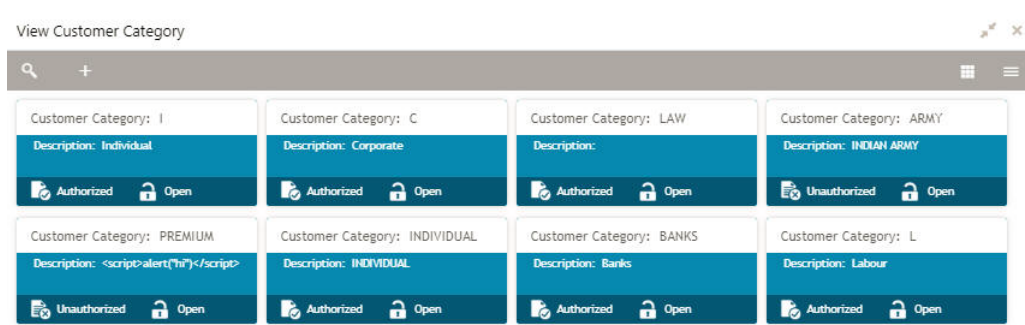 View Customer Category
Customer Category: I
Customer Category: C
Customer Category: LAW
Customer Category: ARMY
Description: Individual
Description: Corporate
Description:
Description: INDIAN ARMY
Authorized Open
Authorized Open
Authorized Open
Unauthorized Open
Customer Category: PREMIUM
Customer Category: INDIVIDUAL
Customer Category: BANKS
Customer Category: L
Description: <script>alert("hi")</script>
Description: INDIVIDUAL
Description: Banks
Description: Labour
Unauthorized Open
Authorized Open
Authorized Open
Authorized Open